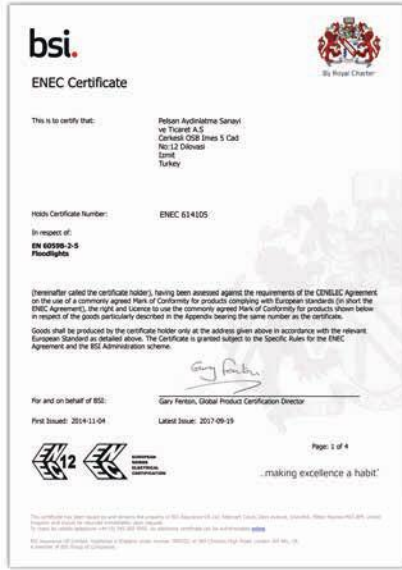 bsi.
By Royal Charter
ENEC Certificate
This is to certify that:
Pelsan Aydinlatma Sanayi
ve Ticaret A.S
Cerkesli OSB Imes 5 Cad
No:12 Dilovasi
Izmit
Turkey
Holds Certificate Number:
ENEC 614105
In respect of:
EN 60598-2-5
Floodlights
(hereinafter called the certificate holder), having been assessed against the requirements of the CENELEC Agreement
on the use of a commonly agreed Mark of Conformity for products complying with European standards (in short the
ENEC Agreement), the right and Licence to use the commonly agreed Mark of Conformity for products shown below
in respect of the goods particularly described in the Appendix bearing the same number as the certificate.
Goods shall be produced by the certificate holder only at the address given above in accordance with the relevant
European Standard as detailed above. The Certificate is granted subject to the Specific Rules for the ENEC
Agreement and the BSI Administration scheme.
Gary Fenton
For and on behalf of BSI:
Gary Fenton, Global Product Certification Director
First Issued: 2014-11-04
Latest Issue: 2017-09-19
Page: 1 of 4
12
EUROPEAN
NORMS
ELECTRICAL
CERTIFICATION
...making excellence a habit.